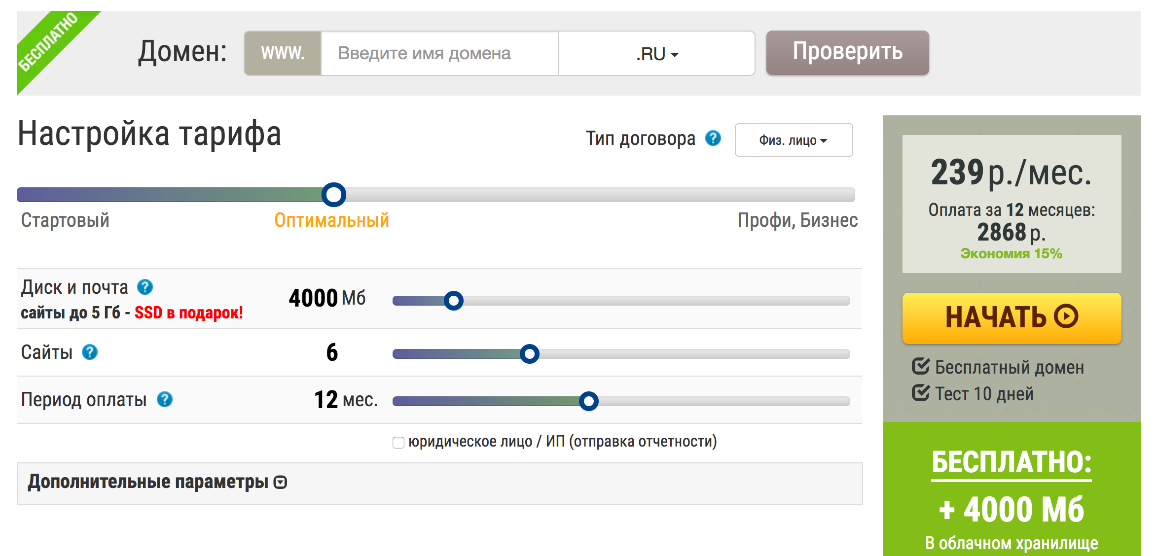 БЕСПЛАТНО
Домен: www. Введите имя домена .RU Проверить
Настройка тарифа
Тип договора ? Физ. лицо
Стартовый Оптимальный Профи, Бизнес
Диск и почта ? 4000 Мб
сайты до 5 Гб - SSD в подарок!
Сайты ? 6
Период оплаты ? 12 мес.
юридическое лицо / ИП (отправка отчетности)
Дополнительные параметры
239 р./мес.
Оплата за 12 месяцев:
2868 р.
Экономия 15%
НАЧАТЬ
Бесплатный домен
Тест 10 дней
БЕСПЛАТНО:
+ 4000 Мб
В облачном хранилище